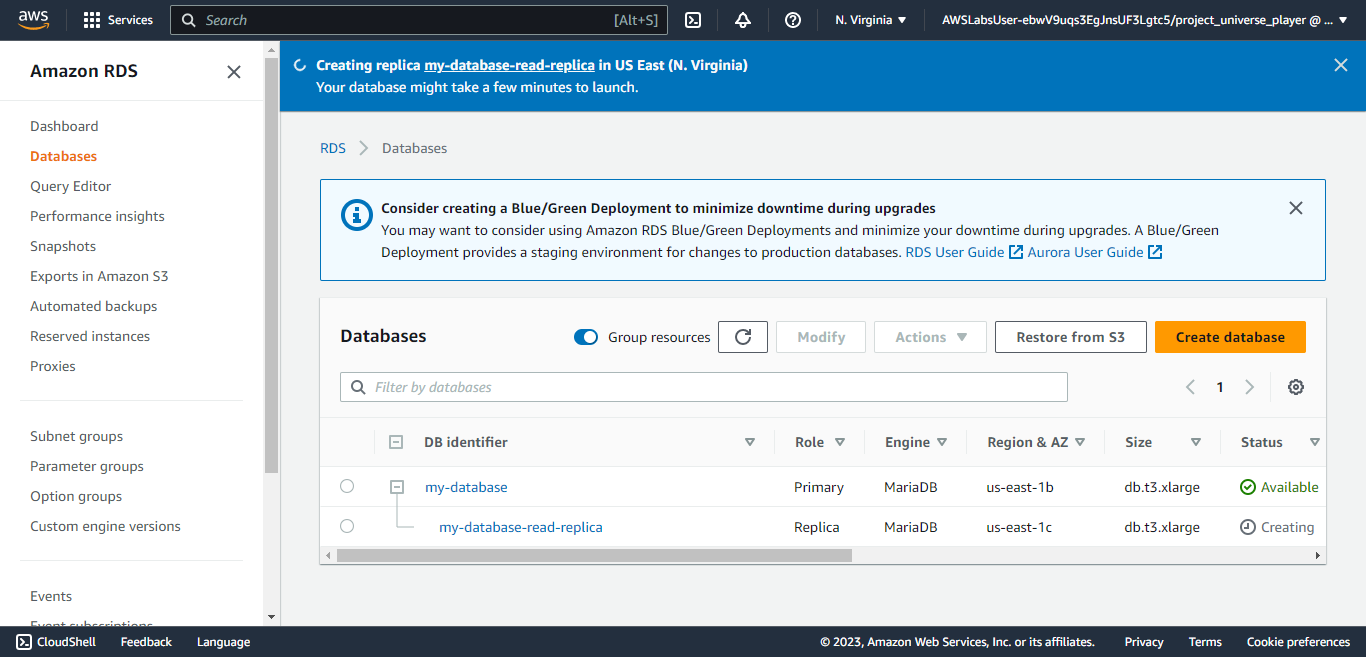 aws
Services
Search
[Alt+S]
N. Virginia
AWSLabsUser-ebwV9uqs3EgJnsUF3Lgtc5/project_universe_player @ ...
Amazon RDS
Dashboard
Databases
Query Editor
Performance insights
Snapshots
Exports in Amazon S3
Automated backups
Reserved instances
Proxies
Subnet groups
Parameter groups
Option groups
Custom engine versions
Events
Event subscriptions
Creating replica my-database-read-replica in US East (N. Virginia)
Your database might take a few minutes to launch.
RDS
Databases
Consider creating a Blue/Green Deployment to minimize downtime during upgrades
You may want to consider using Amazon RDS Blue/Green Deployments and minimize your downtime during upgrades. A Blue/Green
Deployment provides a staging environment for changes to production databases. RDS User Guide Aurora User Guide
Databases
Group resources
Modify
Actions
Restore from S3
Create database
Filter by databases
1
DB identifier Role Engine Region & AZ Size Status
my-database Primary MariaDB us-east-1b db.t3.xlarge Available
my-database-read-replica Replica MariaDB us-east-1c db.t3.xlarge Creating
CloudShell
Feedback
Language
© 2023, Amazon Web Services, Inc. or its affiliates.
Privacy
Terms
Cookie preferences